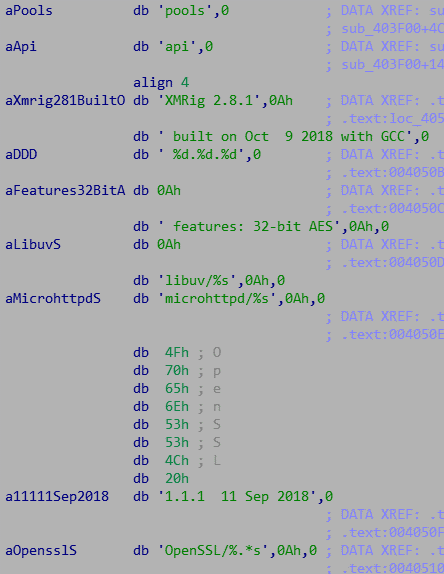 aPools db 'pools',0 ; DATA XREF: su
; sub_403F00+4C
aApi db 'api',0 ; DATA XREF: su
; sub_403F00+14
align 4
aXmrig281BuiltO db 'XMRig 2.8.1',0Ah ; DATA XREF: .t
; .text:loc_405
db ' built on Oct  9 2018 with GCC',0
aDDD db ' %d.%d.%d',0 ; DATA XREF: .t
; .text:004050B
aFeatures32BitA db 0Ah ; DATA XREF: .t
; .text:004050C
db ' features: 32-bit AES',0Ah,0
aLibuvS db 0Ah ; DATA XREF: .t
; .text:004050D
db 'libuv/%s',0Ah,0
aMicrohttpdS db 'microhttpd/%s',0Ah,0
; DATA XREF: .t
; .text:004050E
db 4Fh ; O
db 70h ; p
db 65h ; e
db 6Eh ; n
db 53h ; S
db 53h ; S
db 4Ch ; L
db 20h
a11111Sep2018 db '1.1.1  11 Sep 2018',0
; DATA XREF: .t
; .text:004050F
aOpensslS db 'OpenSSL/%.*s',0Ah,0 ; DATA XREF: .t
; .text:0040510